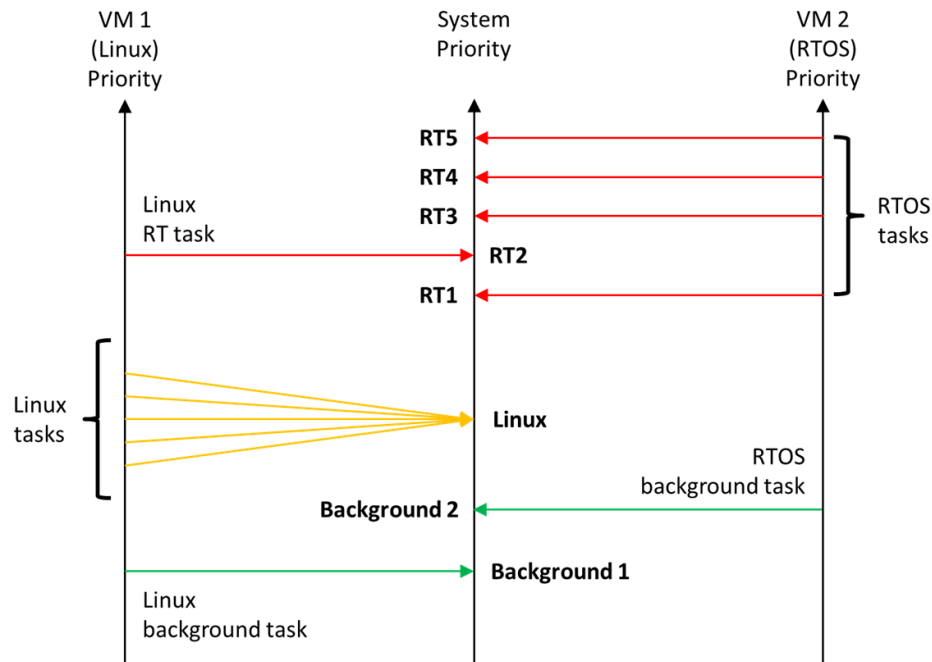 VM 1
(Linux)
Priority
System
Priority
VM 2
(RTOS)
Priority
RT5
RT4
RT3
RT2
RT1
Linux
RT task
RTOS
tasks
Linux
tasks
Linux
RTOS
background task
Background 2
Background 1
Linux
background task